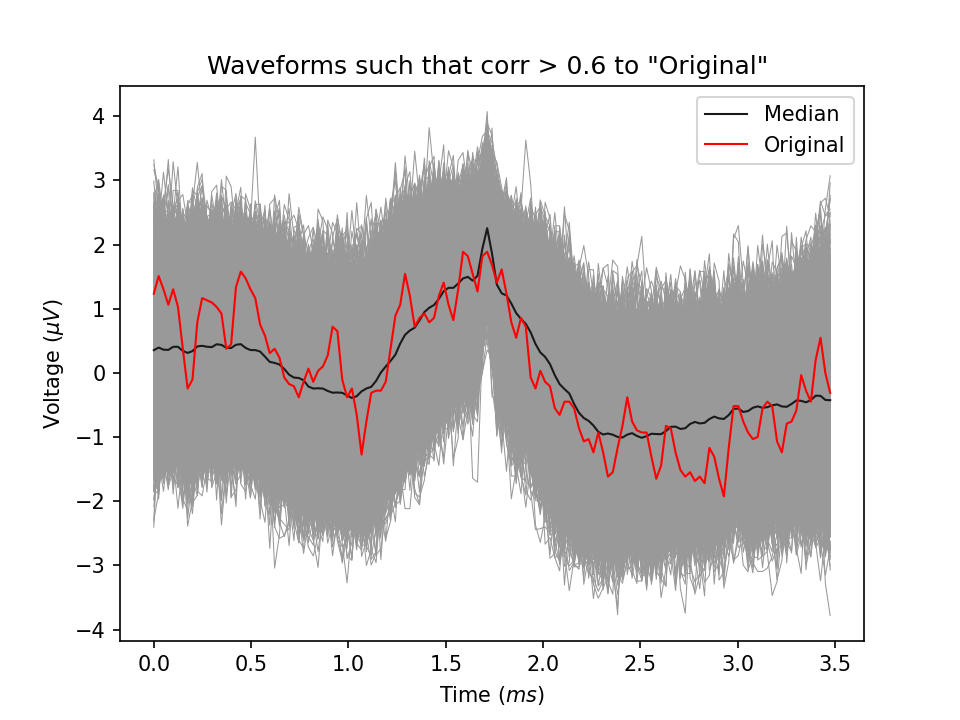 Waveforms such that corr > 0.6 to "Original"
Median
Original
4
3
2
1
0
−1
−2
−3
−4
Voltage (μV)
0.0 0.5 1.0 1.5 2.0 2.5 3.0 3.5
Time (ms)